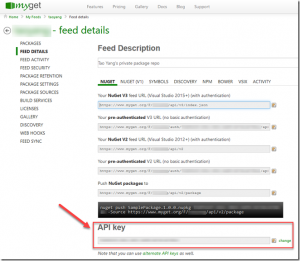 myget
Features Pricing Gallery Docs Blog Support
Home > My Feeds > Feed details
- feed details
PACKAGES
FEED DETAILS
FEED ACTIVITY
FEED SECURITY
PACKAGE RETENTION
PACKAGE SETTINGS
PACKAGE SOURCES
BUILD SERVICES
LICENSES
GALLERY
DISCOVERY
WEB HOOKS
FEED SYNC
Feed Description
Tao Yang's private package repo
NUGET NUGET (V1) SYMBOLS DISCOVERY NPM BOWER VSIX ACTIVITY
Your NuGet V3 feed URL (Visual Studio 2015+) (with authentication)
Your pre-authenticated V3 URL (no basic authentication)
Your NuGet V2 feed URL (Visual Studio 2012+) (with authentication)
Your pre-authenticated V2 URL (no basic authentication)
Push NuGet packages to
API key
change
Note that you can use alternate API keys as well.